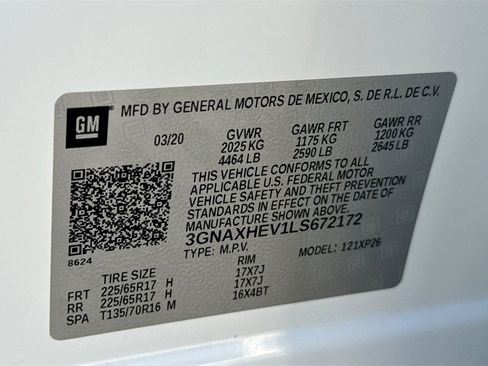 GM
MFD BY GENERAL MOTORS DE MEXICO, S. DE R.L. DE C.V.
03/20 GVWR GAWR FRT GAWR RR
2025 KG 1175 KG 1200 KG
4464 LB 2590 LB 2645 LB
THIS VEHICLE CONFORMS TO ALL
APPLICABLE U.S. FEDERAL MOTOR
VEHICLE SAFETY AND BUMPER
STANDARDS IN EFFECT ON THE DATE OF
MANUFACTURE SHOWN ABOVE.
3GNAXHEV1LS672172
TYPE: M.P.V. MODEL: 121XP26
8624
TIRE SIZE RIM
FRT 225/65R17 H 17X7J
RR 225/65R17 H 17X7J
SPA T135/70R16 M 16X4BT